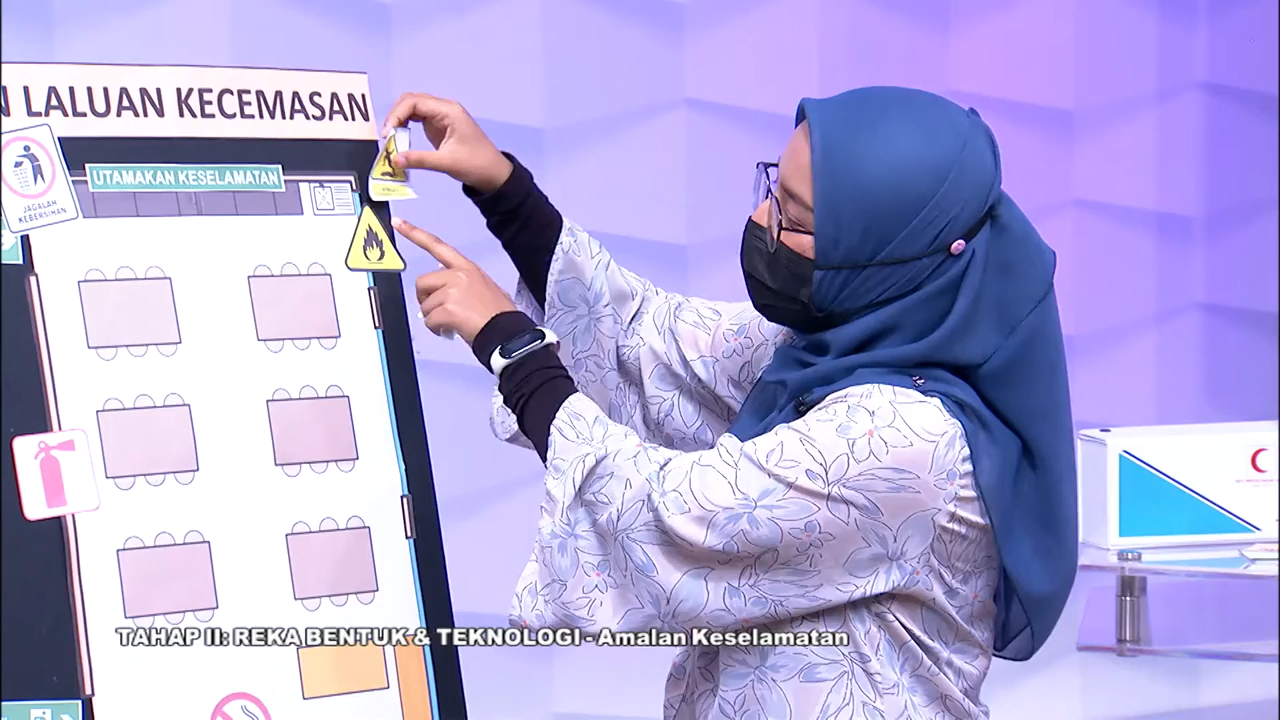 LALUAN KECEMASAN
UTAMAKAN KESELAMATAN
JAGALAH
KEBERSIHAN
TAHAP II: REKA BENTUK & TEKNOLOGI - Amalan Keselamatan